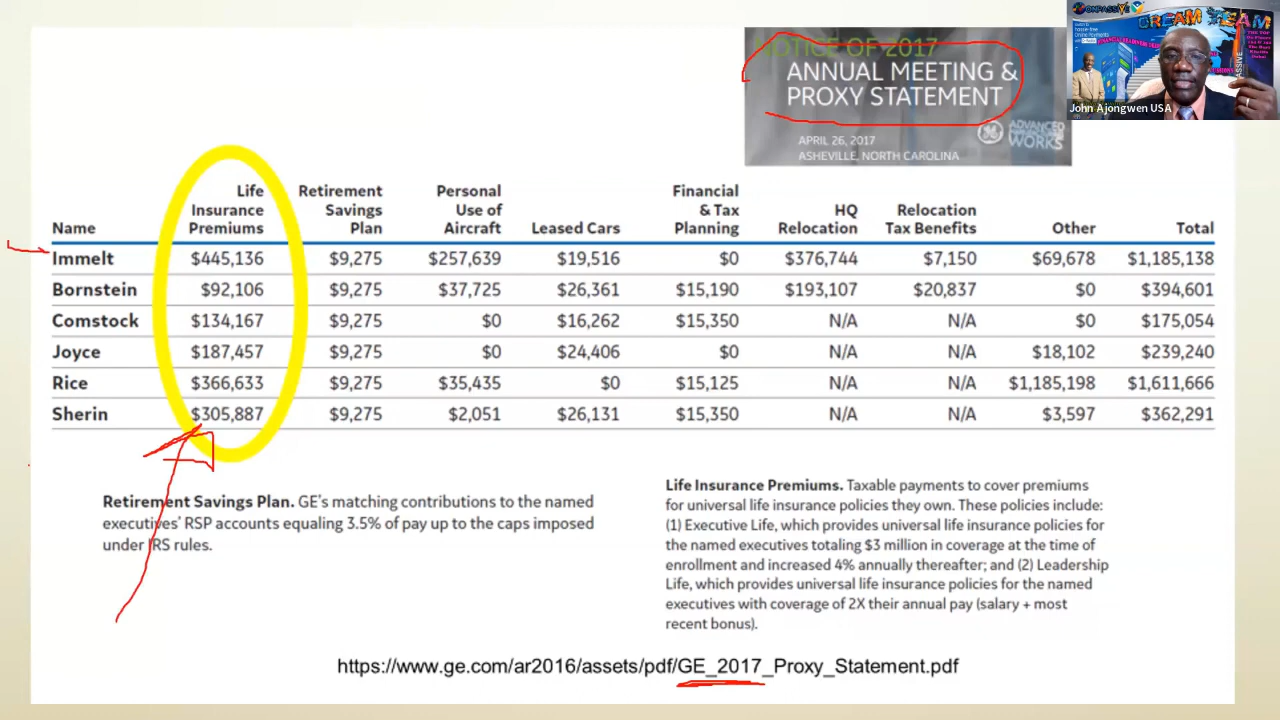 NOTICE OF 2017
ANNUAL MEETING &
PROXY STATEMENT
APRIL 26, 2017
ASHEVILLE, NORTH CAROLINA
DREAM TEAM
John Ajongwen USA
Name Life Insurance Premiums Retirement Savings Plan Personal Use of Aircraft Leased Cars Financial & Tax Planning HQ Relocation Relocation Tax Benefits Other Total
Immelt $445,136 $9,275 $257,639 $19,516 $0 $376,744 $7,150 $69,678 $1,185,138
Bornstein $92,106 $9,275 $37,725 $26,361 $15,190 $193,107 $20,837 $0 $394,601
Comstock $134,167 $9,275 $0 $16,262 $15,350 N/A N/A $0 $175,054
Joyce $187,457 $9,275 $0 $24,406 $0 N/A N/A $18,102 $239,240
Rice $366,633 $9,275 $35,435 $0 $15,125 N/A N/A $1,185,198 $1,611,666
Sherin $305,887 $9,275 $2,051 $26,131 $15,350 N/A N/A $3,597 $362,291
Retirement Savings Plan. GE's matching contributions to the named
executives' RSP accounts equaling 3.5% of pay up to the caps imposed
under IRS rules.
Life Insurance Premiums. Taxable payments to cover premiums
for universal life insurance policies they own. These policies include:
(1) Executive Life, which provides universal life insurance policies for
the named executives totaling $3 million in coverage at the time of
enrollment and increased 4% annually thereafter; and (2) Leadership
Life, which provides universal life insurance policies for the named
executives with coverage of 2X their annual pay (salary + most
recent bonus).
https://www.ge.com/ar2016/assets/pdf/GE_2017_Proxy_Statement.pdf